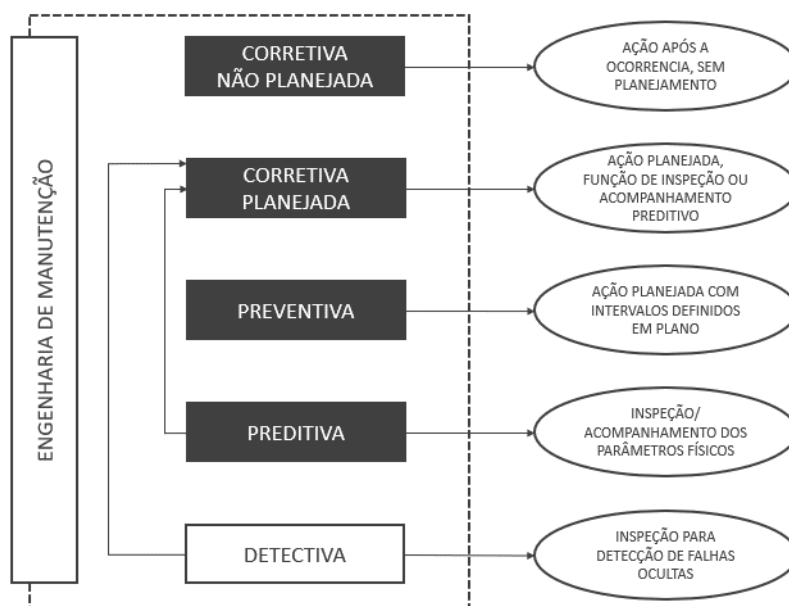 ENGENHARIA DE MANUTENÇÃO
CORRETIVA
NÃO PLANEJADA
AÇÃO APÓS A
OCORRENCIA, SEM
PLANEJAMENTO
CORRETIVA
PLANEJADA
AÇÃO PLANEJADA,
FUNÇÃO DE INSPEÇÃO OU
ACOMPANHAMENTO
PREDITIVO
PREVENTIVA
AÇÃO PLANEJADA COM
INTERVALOS DEFINIDOS
EM PLANO
PREDITIVA
INSPEÇÃO/
ACOMPANHAMENTO DOS
PARÂMETROS FÍSICOS
DETECTIVA
INSPEÇÃO PARA
DETECÇÃO DE FALHAS
OCULTAS